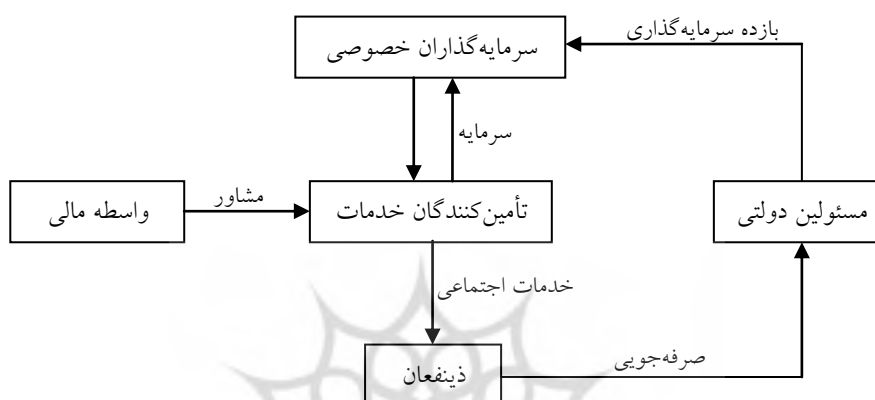 بازده سرمایه‌گذاری
سرمایه‌گذاران خصوصی
سرمایه
مسئولین دولتی
تأمین‌کنندگان خدمات
مشاور
واسطه مالی
خدمات اجتماعی
صرفه‌جویی
ذینفعان